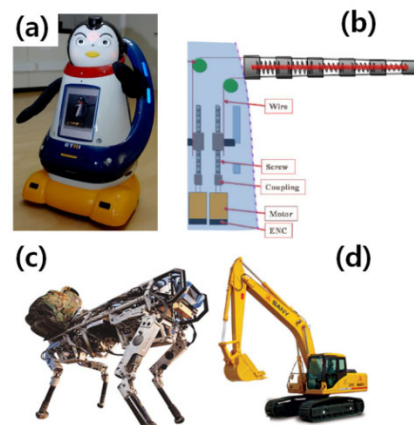 (a)
(b)
Wire
Screw
Coupling
Motor
ENC
(c)
(d)
SANY